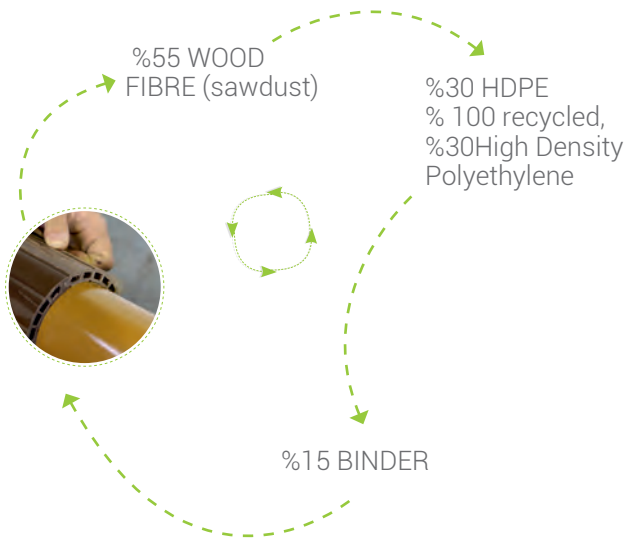 %55 WOOD
FIBRE (sawdust)
%30 HDPE
% 100 recycled,
%30High Density
Polyethylene
%15 BINDER